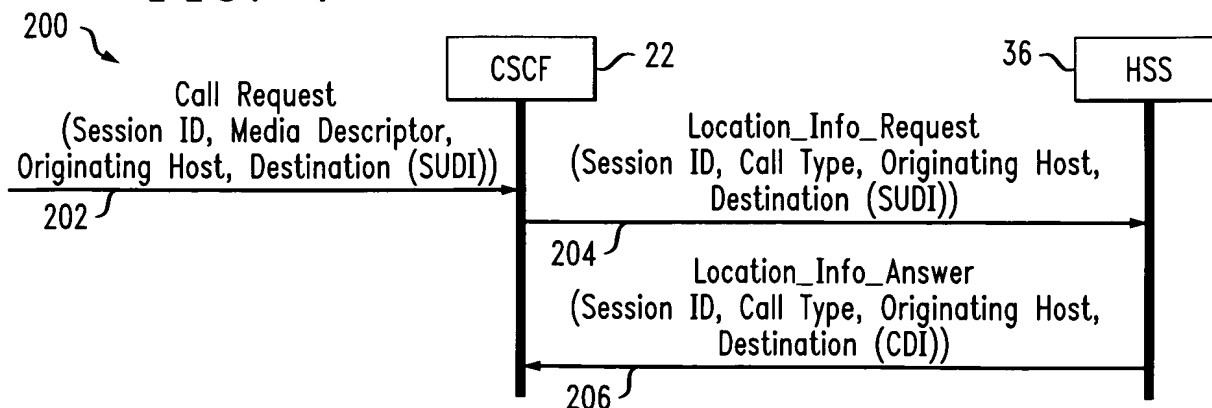 200
CSCF
22
36
HSS
Call Request
(Session ID, Media Descriptor,
Originating Host, Destination (SUDI))
202
Location_Info_Request
(Session ID, Call Type, Originating Host,
Destination (SUDI))
204
Location_Info_Answer
(Session ID, Call Type, Originating Host,
Destination (CDI))
206